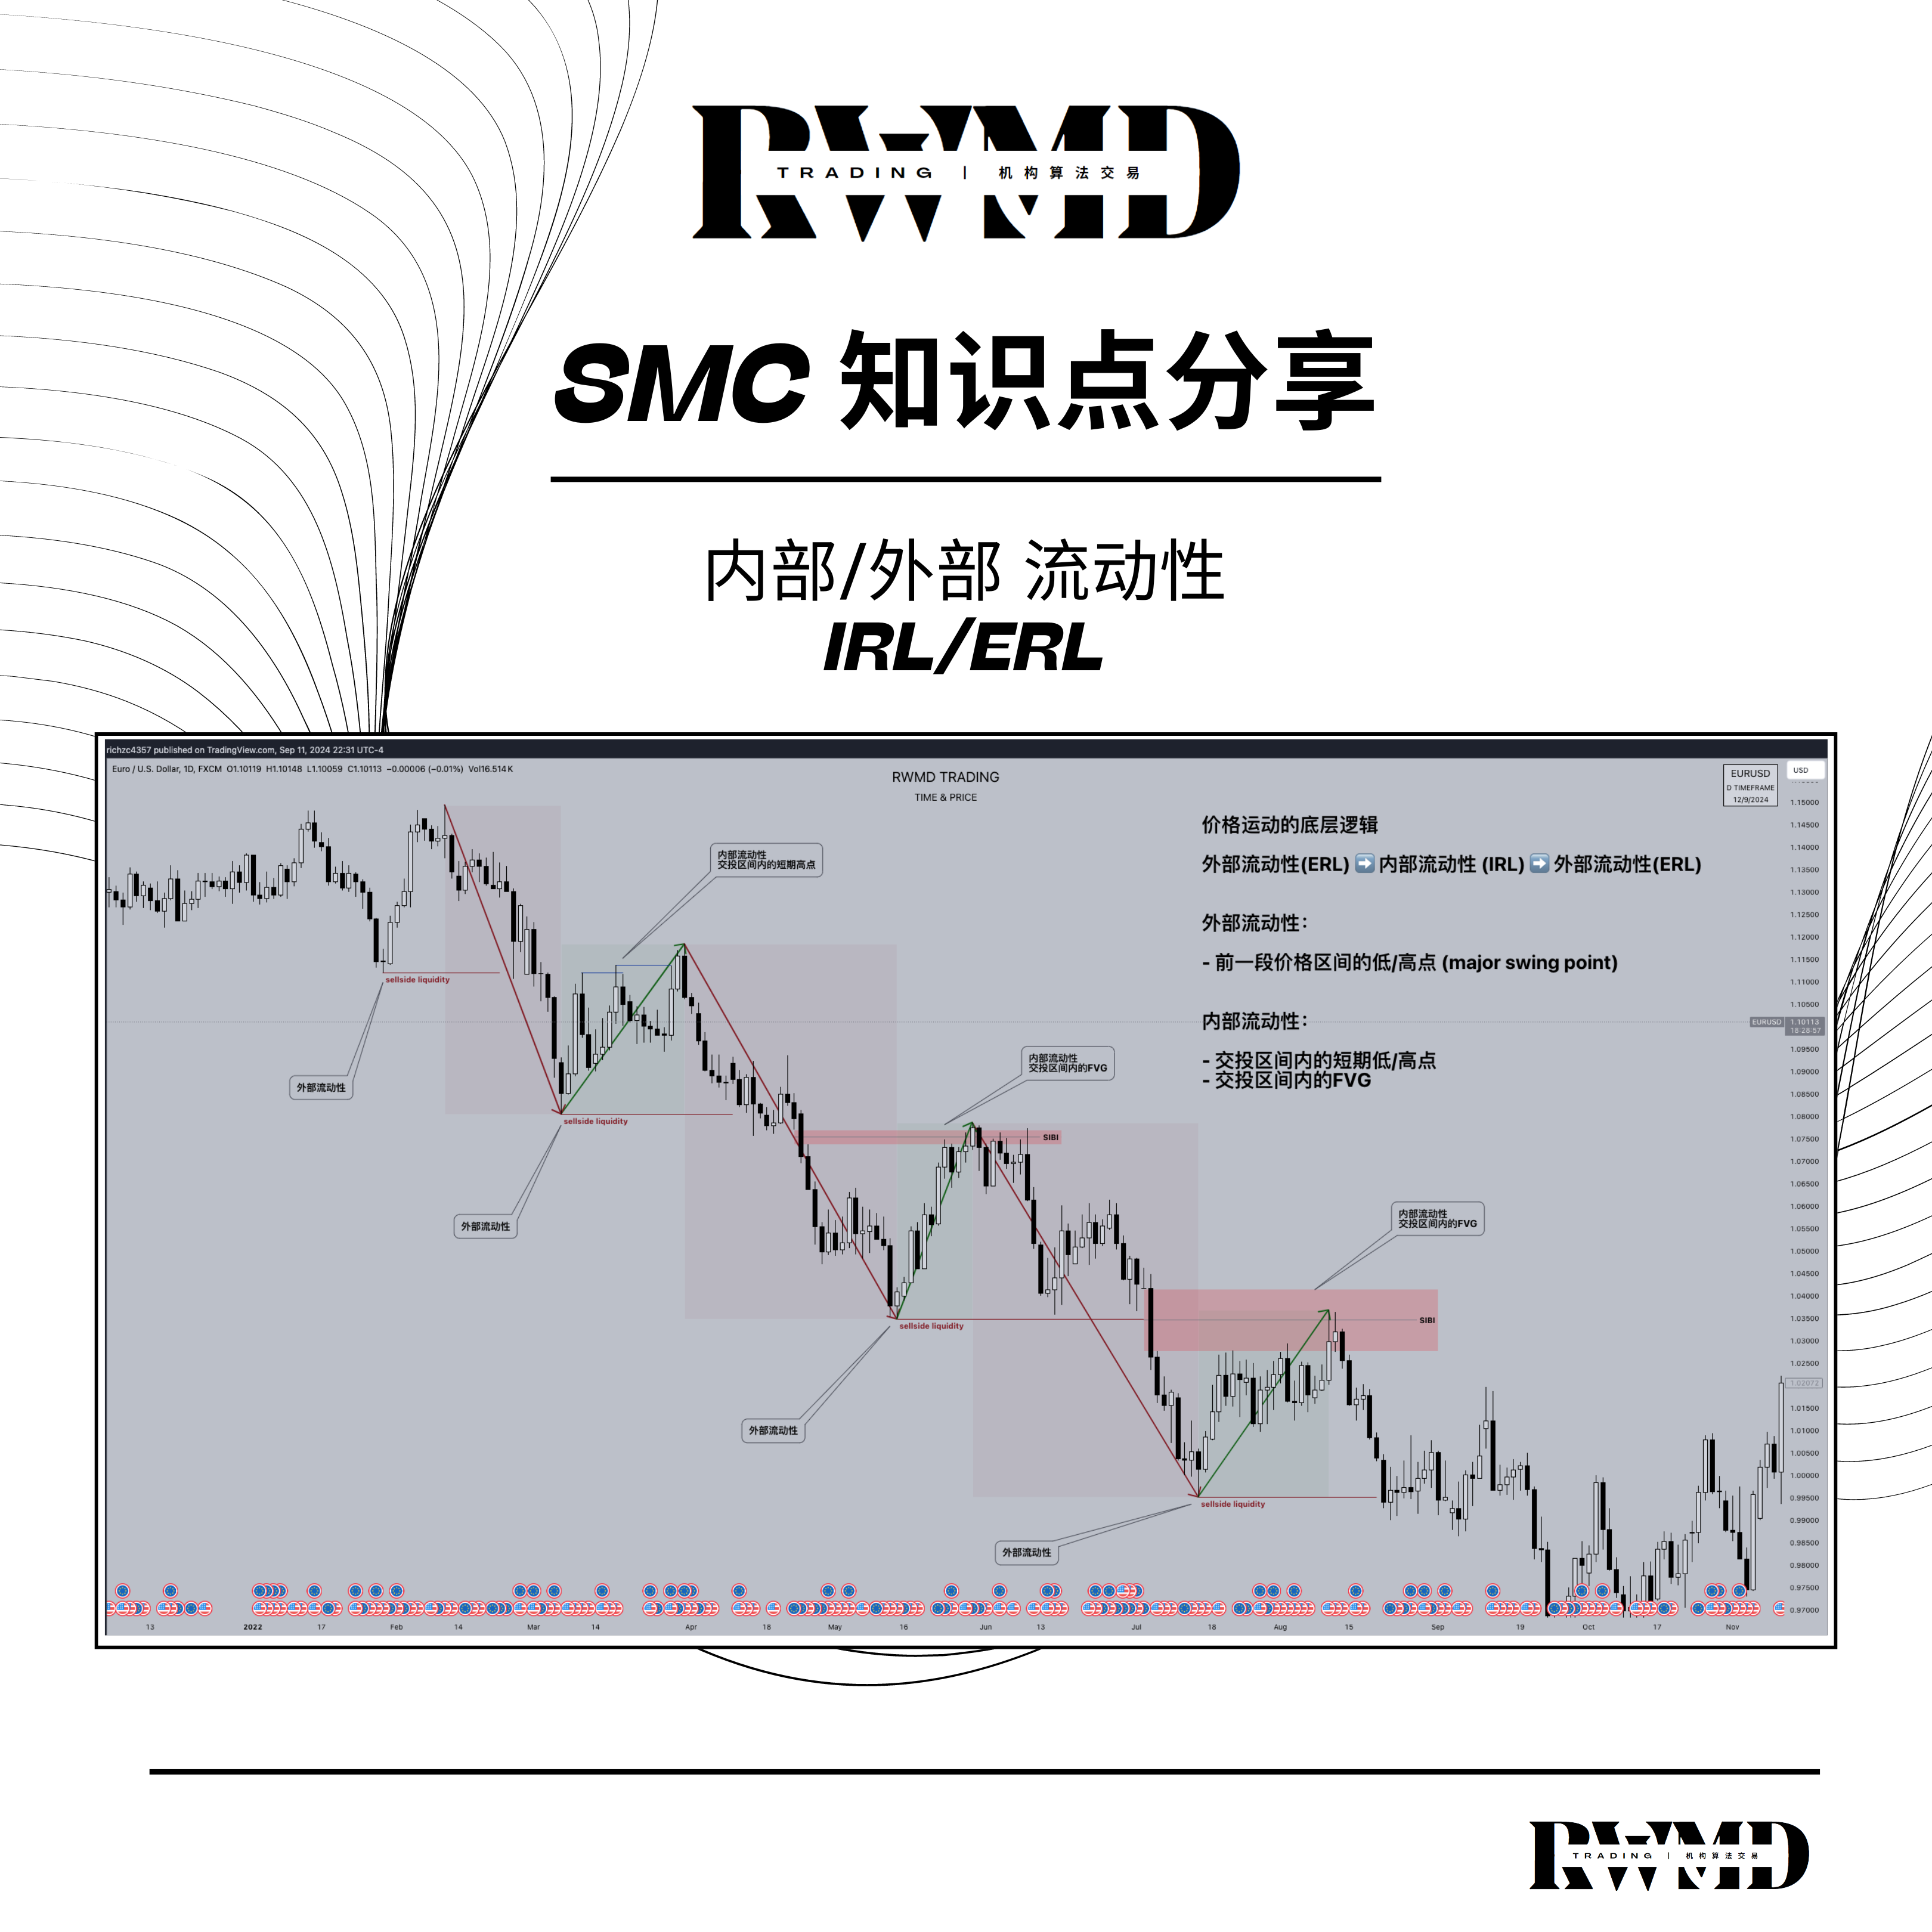 RWMD
TRADING | 机构算法交易
SMC 知识点分享
内部/外部 流动性
IRL/ERL
richzc4357 published on TradingView.com, Sep 11, 2024 22:31 UTC-4
Euro / U.S. Dollar, 1D, FXCM O1.10119 H1.10148 L1.10059 C1.10113 −0.00006 (−0.01%) Vol16.514K
RWMD TRADING
TIME & PRICE
EURUSD
D TIMEFRAME
12/9/2024
USD
价格运动的底层逻辑
外部流动性(ERL) ➡️ 内部流动性 (IRL) ➡️ 外部流动性(ERL)
外部流动性：
- 前一段价格区间的低/高点 (major swing point)
内部流动性：
- 交投区间内的短期低/高点
- 交投区间内的FVG
内部流动性
交投区间内的短期高点
sellside liquidity
外部流动性
sellside liquidity
外部流动性
内部流动性
交投区间内的FVG
SIBI
sellside liquidity
外部流动性
内部流动性
交投区间内的FVG
SIBI
sellside liquidity
外部流动性
1.15000
1.14500
1.14000
1.13500
1.13000
1.12500
1.12000
1.11500
1.11000
1.10500
EURUSD 1.10113
16:28:57
1.09500
1.09000
1.08500
1.08000
1.07500
1.07000
1.06500
1.06000
1.05500
1.05000
1.04500
1.04000
1.03500
1.03000
1.02500
1.02072
1.01500
1.01000
1.00500
1.00000
0.99500
0.99000
0.98500
0.98000
0.97500
0.97000
13 2022 17 Feb 14 Mar 14 Apr 18 May 16 Jun 13 Jul 18 Aug 15 Sep 19 Oct 17 Nov
RWMD
TRADING | 机构算法交易